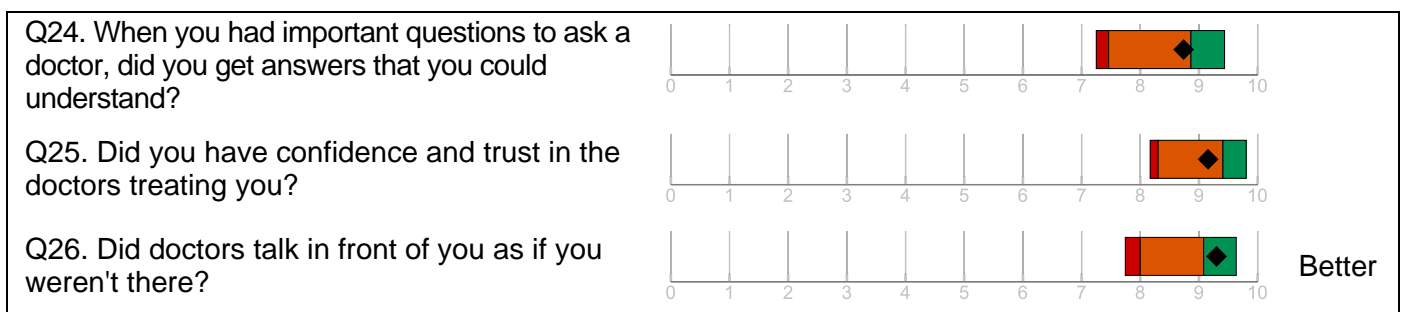 Q24. When you had important questions to ask a
doctor, did you get answers that you could
understand?
0 1 2 3 4 5 6 7 8 9 10
Q25. Did you have confidence and trust in the
doctors treating you?
0 1 2 3 4 5 6 7 8 9 10
Q26. Did doctors talk in front of you as if you
weren't there?
Better
0 1 2 3 4 5 6 7 8 9 10